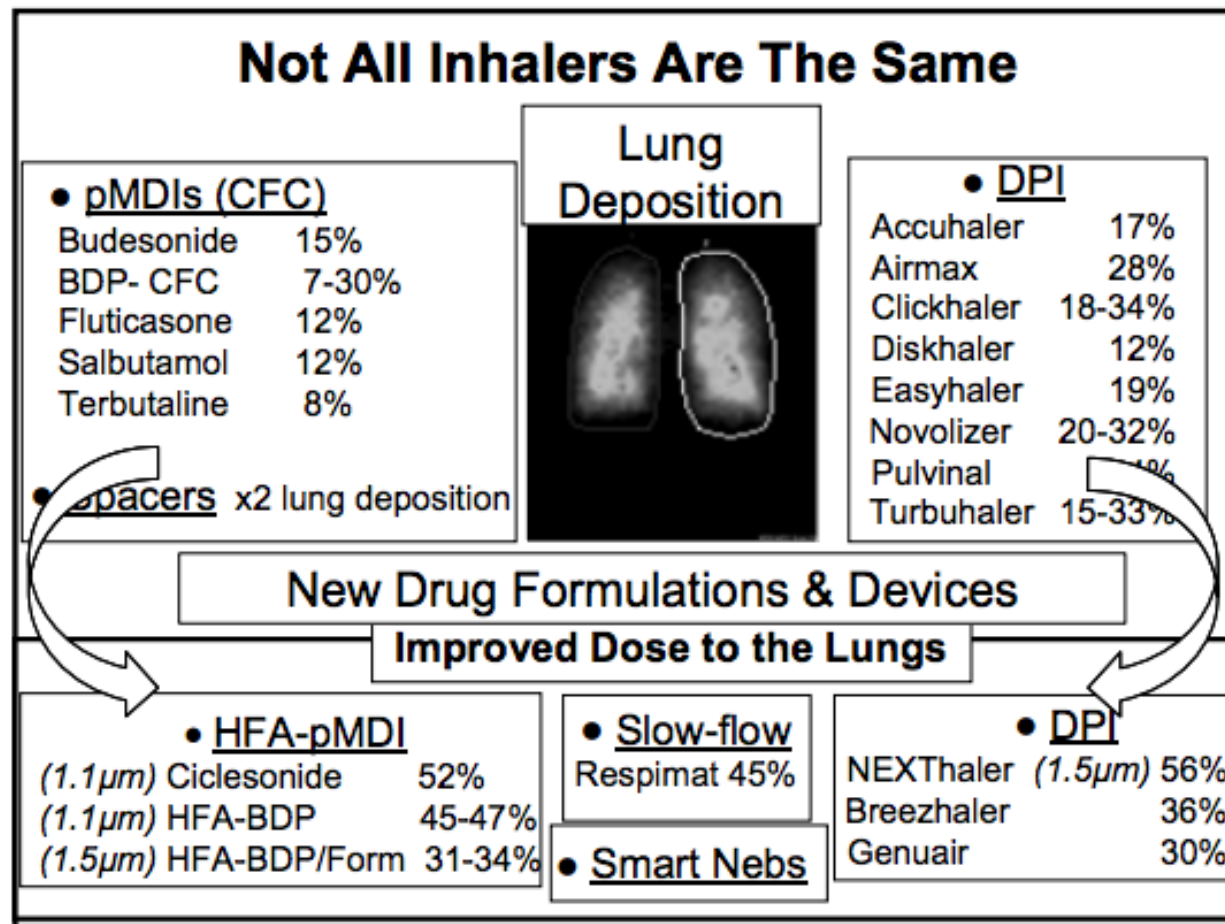 Not All Inhalers Are The Same
● pMDIs (CFC)
Budesonide 15%
BDP- CFC 7-30%
Fluticasone 12%
Salbutamol 12%
Terbutaline 8%
● Spacers x2 lung deposition
Lung
Deposition
● DPI
Accuhaler 17%
Airmax 28%
Clickhaler 18-34%
Diskhaler 12%
Easyhaler 19%
Novolizer 20-32%
Pulvinal
Turbuhaler 15-33%
New Drug Formulations & Devices
Improved Dose to the Lungs
● HFA-pMDI
(1.1µm) Ciclesonide 52%
(1.1µm) HFA-BDP 45-47%
(1.5µm) HFA-BDP/Form 31-34%
● Slow-flow
Respimat 45%
● Smart Nebs
● DPI
NEXThaler (1.5µm) 56%
Breezhaler 36%
Genuair 30%